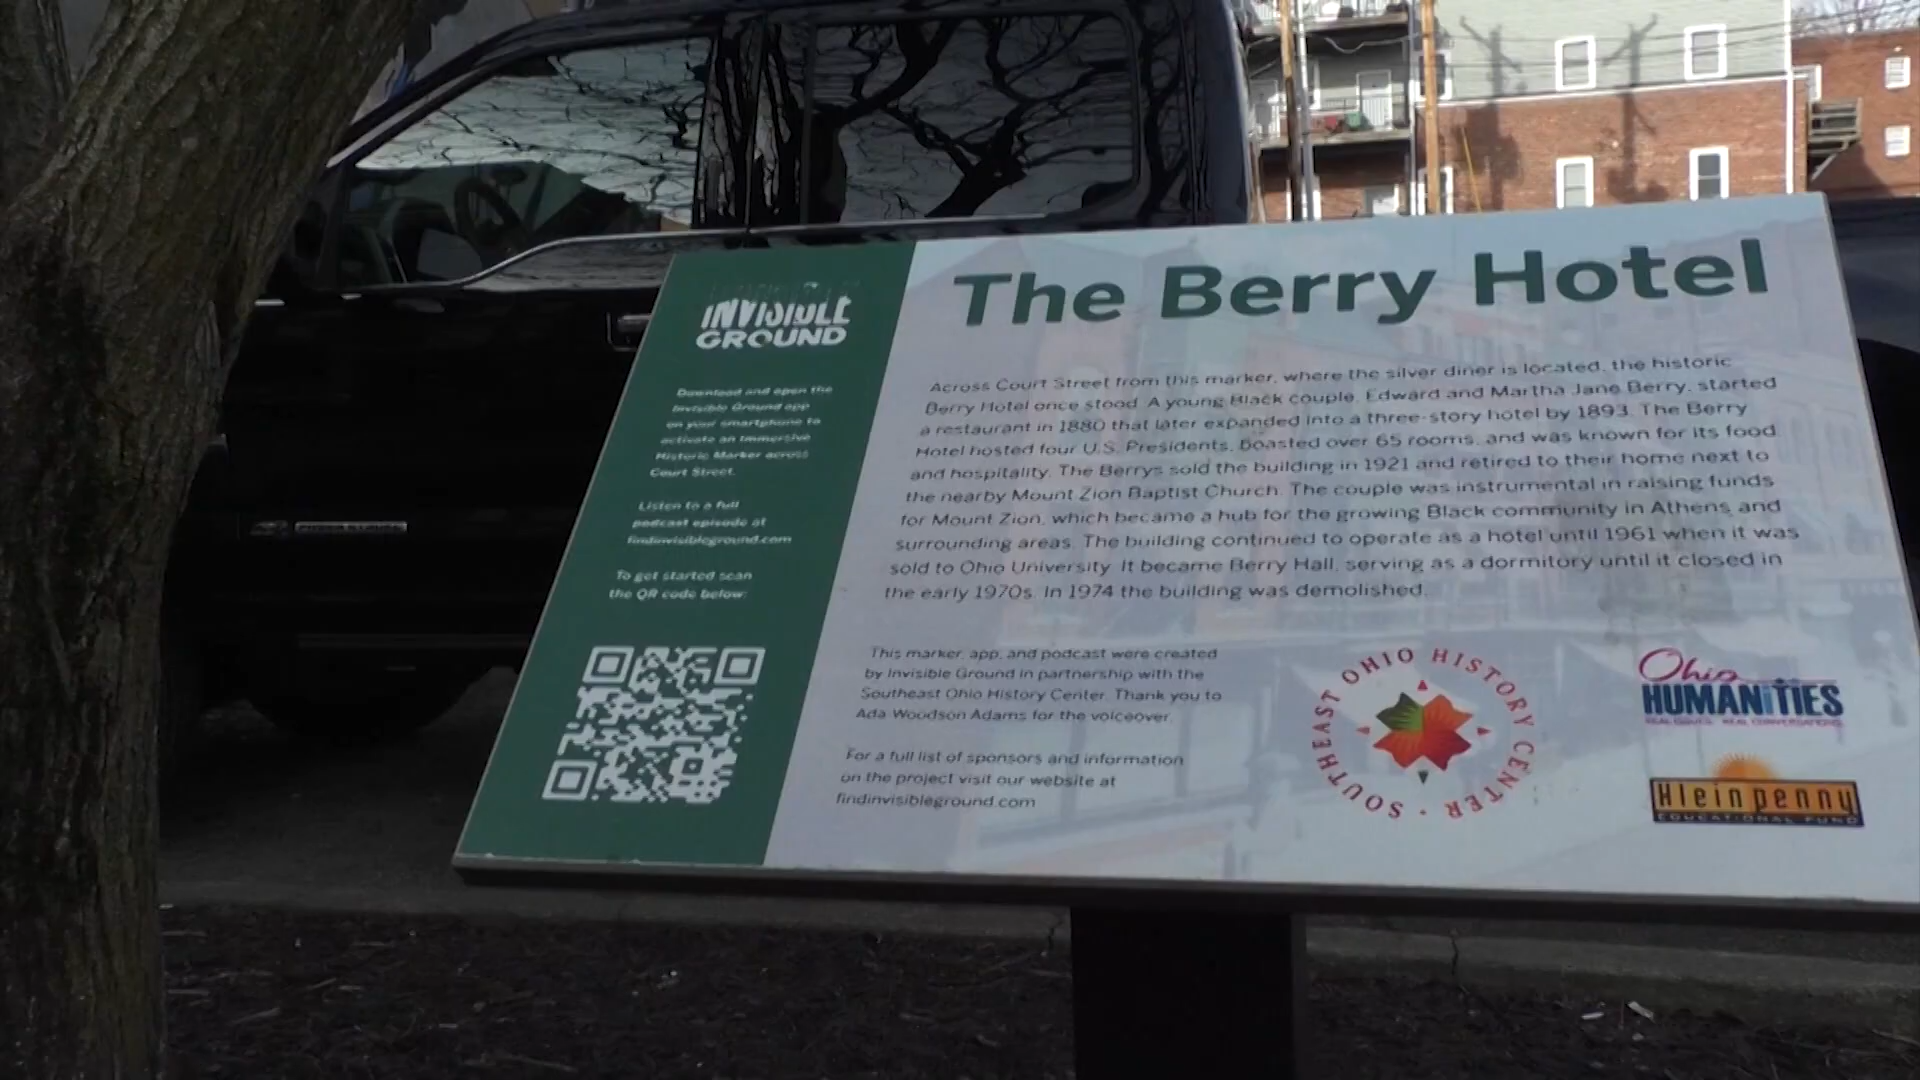 The Berry Hotel
INVISIBLE
GROUND
Download and open the
Invisible Ground app
on your smartphone to
activate an Immersive
Historic Marker across
Court Street.
Listen to a full
podcast episode at
findinvisibleground.com
To get started scan
the QR code below:
Across Court Street from this marker, where the silver diner is located, the historic
Berry Hotel once stood. A young Black couple, Edward and Martha Jane Berry, started
a restaurant in 1880 that later expanded into a three-story hotel by 1893. The Berry
Hotel hosted four U.S. Presidents, boasted over 65 rooms, and was known for its food
and hospitality. The Berrys sold the building in 1921 and retired to their home next to
the nearby Mount Zion Baptist Church. The couple was instrumental in raising funds
for Mount Zion, which became a hub for the growing Black community in Athens and
surrounding areas. The building continued to operate as a hotel until 1961 when it was
sold to Ohio University. It became Berry Hall, serving as a dormitory until it closed in
the early 1970s. In 1974 the building was demolished.
This marker, app, and podcast were created
by Invisible Ground in partnership with the
Southeast Ohio History Center. Thank you to
Ada Woodson Adams for the voiceover.
For a full list of sponsors and information
on the project visit our website at
findinvisibleground.com
SOUTHEAST OHIO HISTORY CENTER
Ohio
HUMANITIES
Kleinpenny
EDUCATIONAL FUND